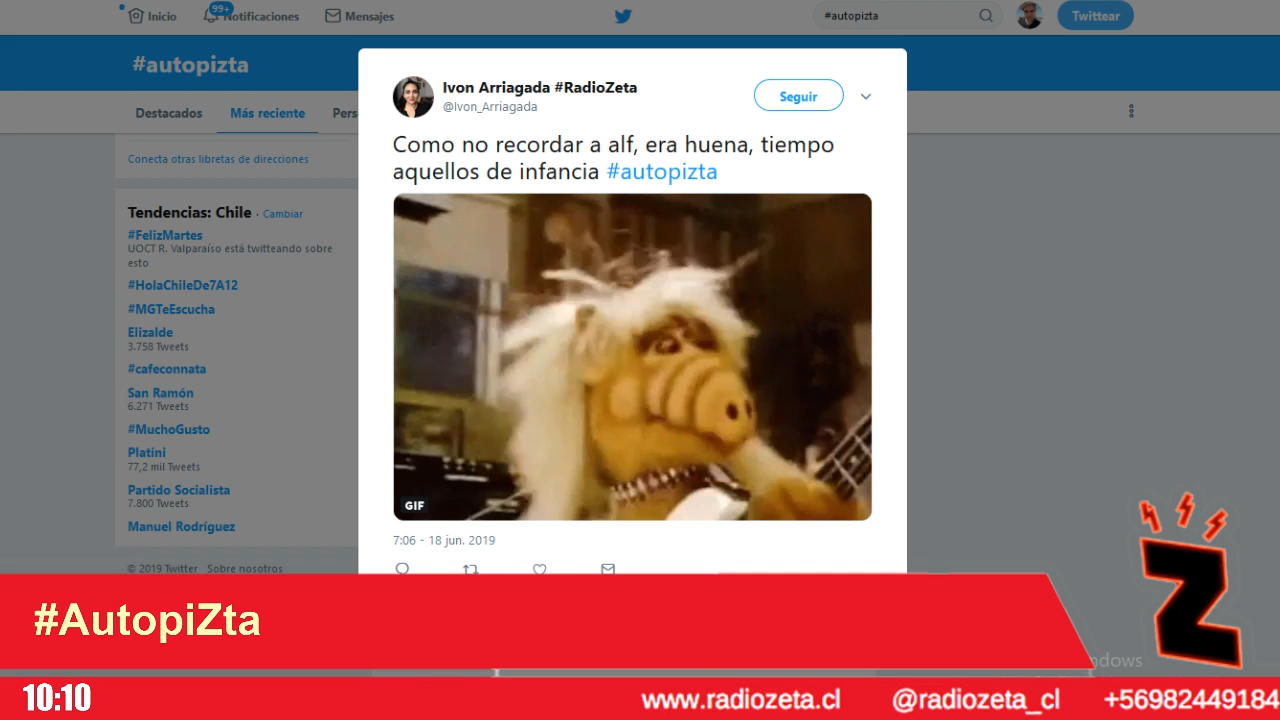 Inicio
99+
Notificaciones
Mensajes
#autopizta
Twittear
#autopizta
Destacados
Más reciente
Pers
Conecta otras libretas de direcciones
Tendencias: Chile · Cambiar
#FelizMartes
UOCT R. Valparaíso está twitteando sobre
esto
#HolaChileDe7A12
#MGTeEscucha
Elizalde
3.758 Tweets
#cafeconnata
San Ramón
6.271 Tweets
#MuchoGusto
Platini
77,2 mil Tweets
Partido Socialista
7.800 Tweets
Manuel Rodríguez
© 2019 Twitter Sobre nosotros
Ivon Arriagada #RadioZeta
@Ivon_Arriagada
Seguir
Como no recordar a alf, era huena, tiempo
aquellos de infancia #autopizta
GIF
7:06 - 18 jun. 2019
#AutopiZta
Z
ndows
10:10
www.radiozeta.cl
@radiozeta_cl
+56982449184